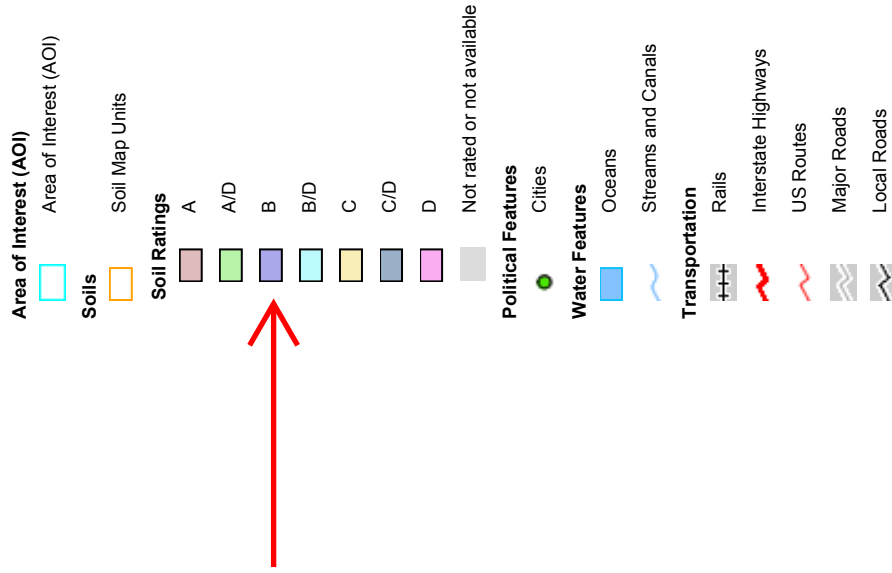 Area of Interest (AOI)
Area of Interest (AOI)
Soils
Soil Map Units
Soil Ratings
A
A/D
B
B/D
C
C/D
D
Not rated or not available
Political Features
Cities
Water Features
Oceans
Streams and Canals
Transportation
Rails
Interstate Highways
US Routes
Major Roads
Local Roads